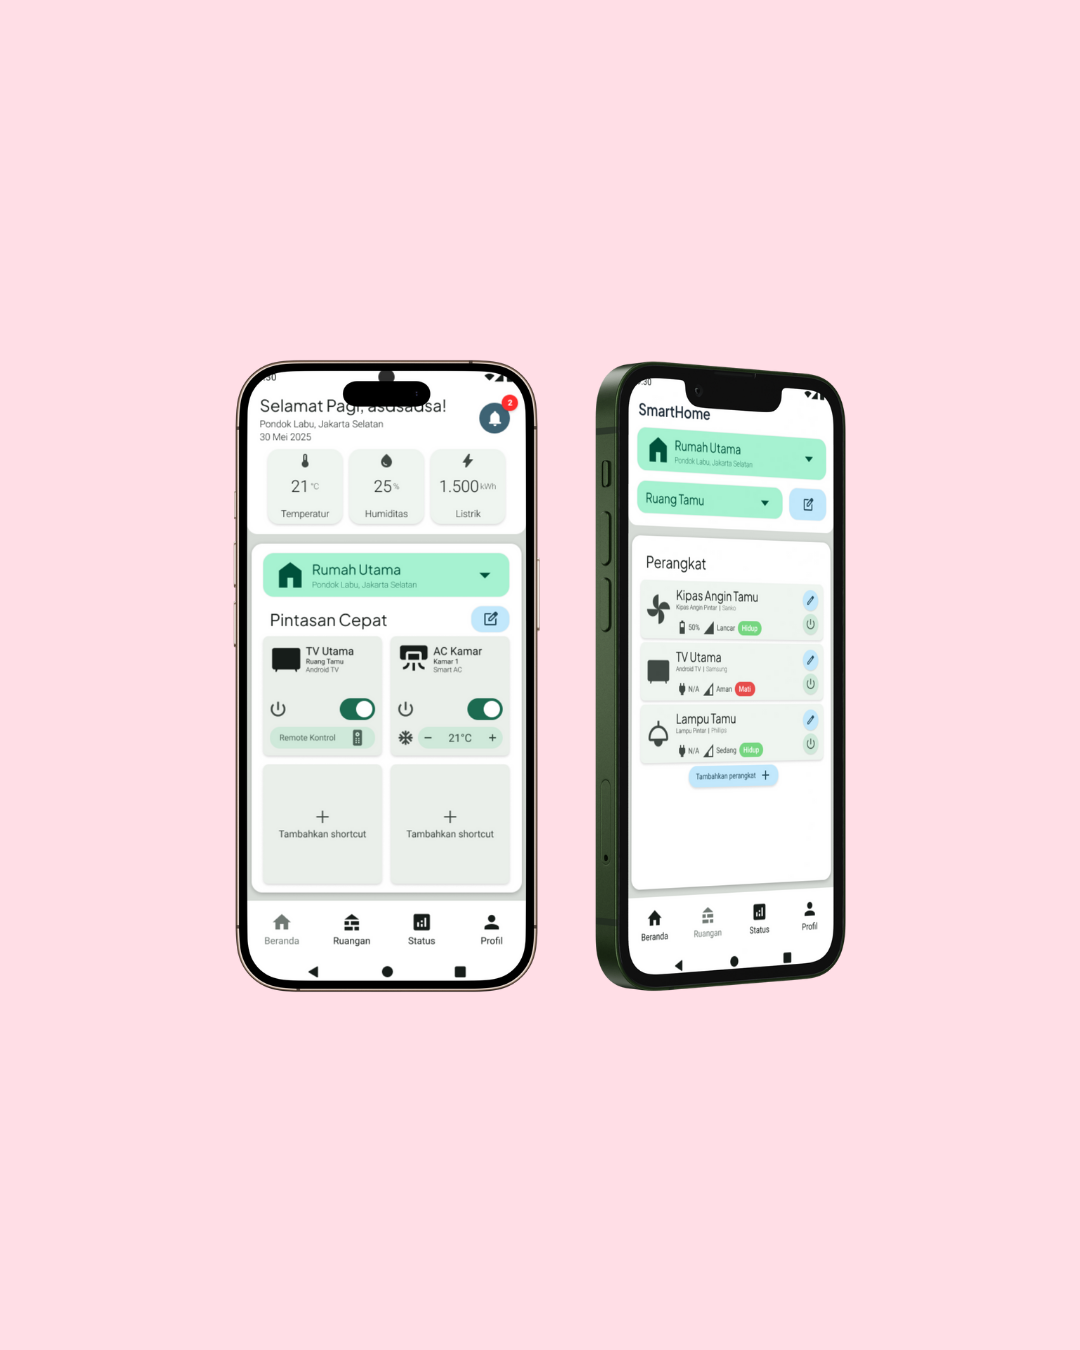 :30
Selamat Pagi, asdsadsa!
2
Pondok Labu, Jakarta Selatan
30 Mei 2025
21 °C
25 %
1.500 kWh
Temperatur
Humiditas
Listrik
Rumah Utama
Pondok Labu, Jakarta Selatan
Pintasan Cepat
TV Utama
Ruang Tamu
Android TV
AC Kamar
Kamar 1
Smart AC
Remote Kontrol
− 21°C +
+
Tambahkan shortcut
+
Tambahkan shortcut
Beranda
Ruangan
Status
Profil
:30
SmartHome
Rumah Utama
Pondok Labu, Jakarta Selatan
Ruang Tamu
Perangkat
Kipas Angin Tamu
Kipas Angin Pintar | Sanko
50% Lancar Hidup
TV Utama
Android TV | Samsung
N/A Aman Mati
Lampu Tamu
Lampu Pintar | Phillips
N/A Sedang Hidup
Tambahkan perangkat +
Beranda
Ruangan
Status
Profil